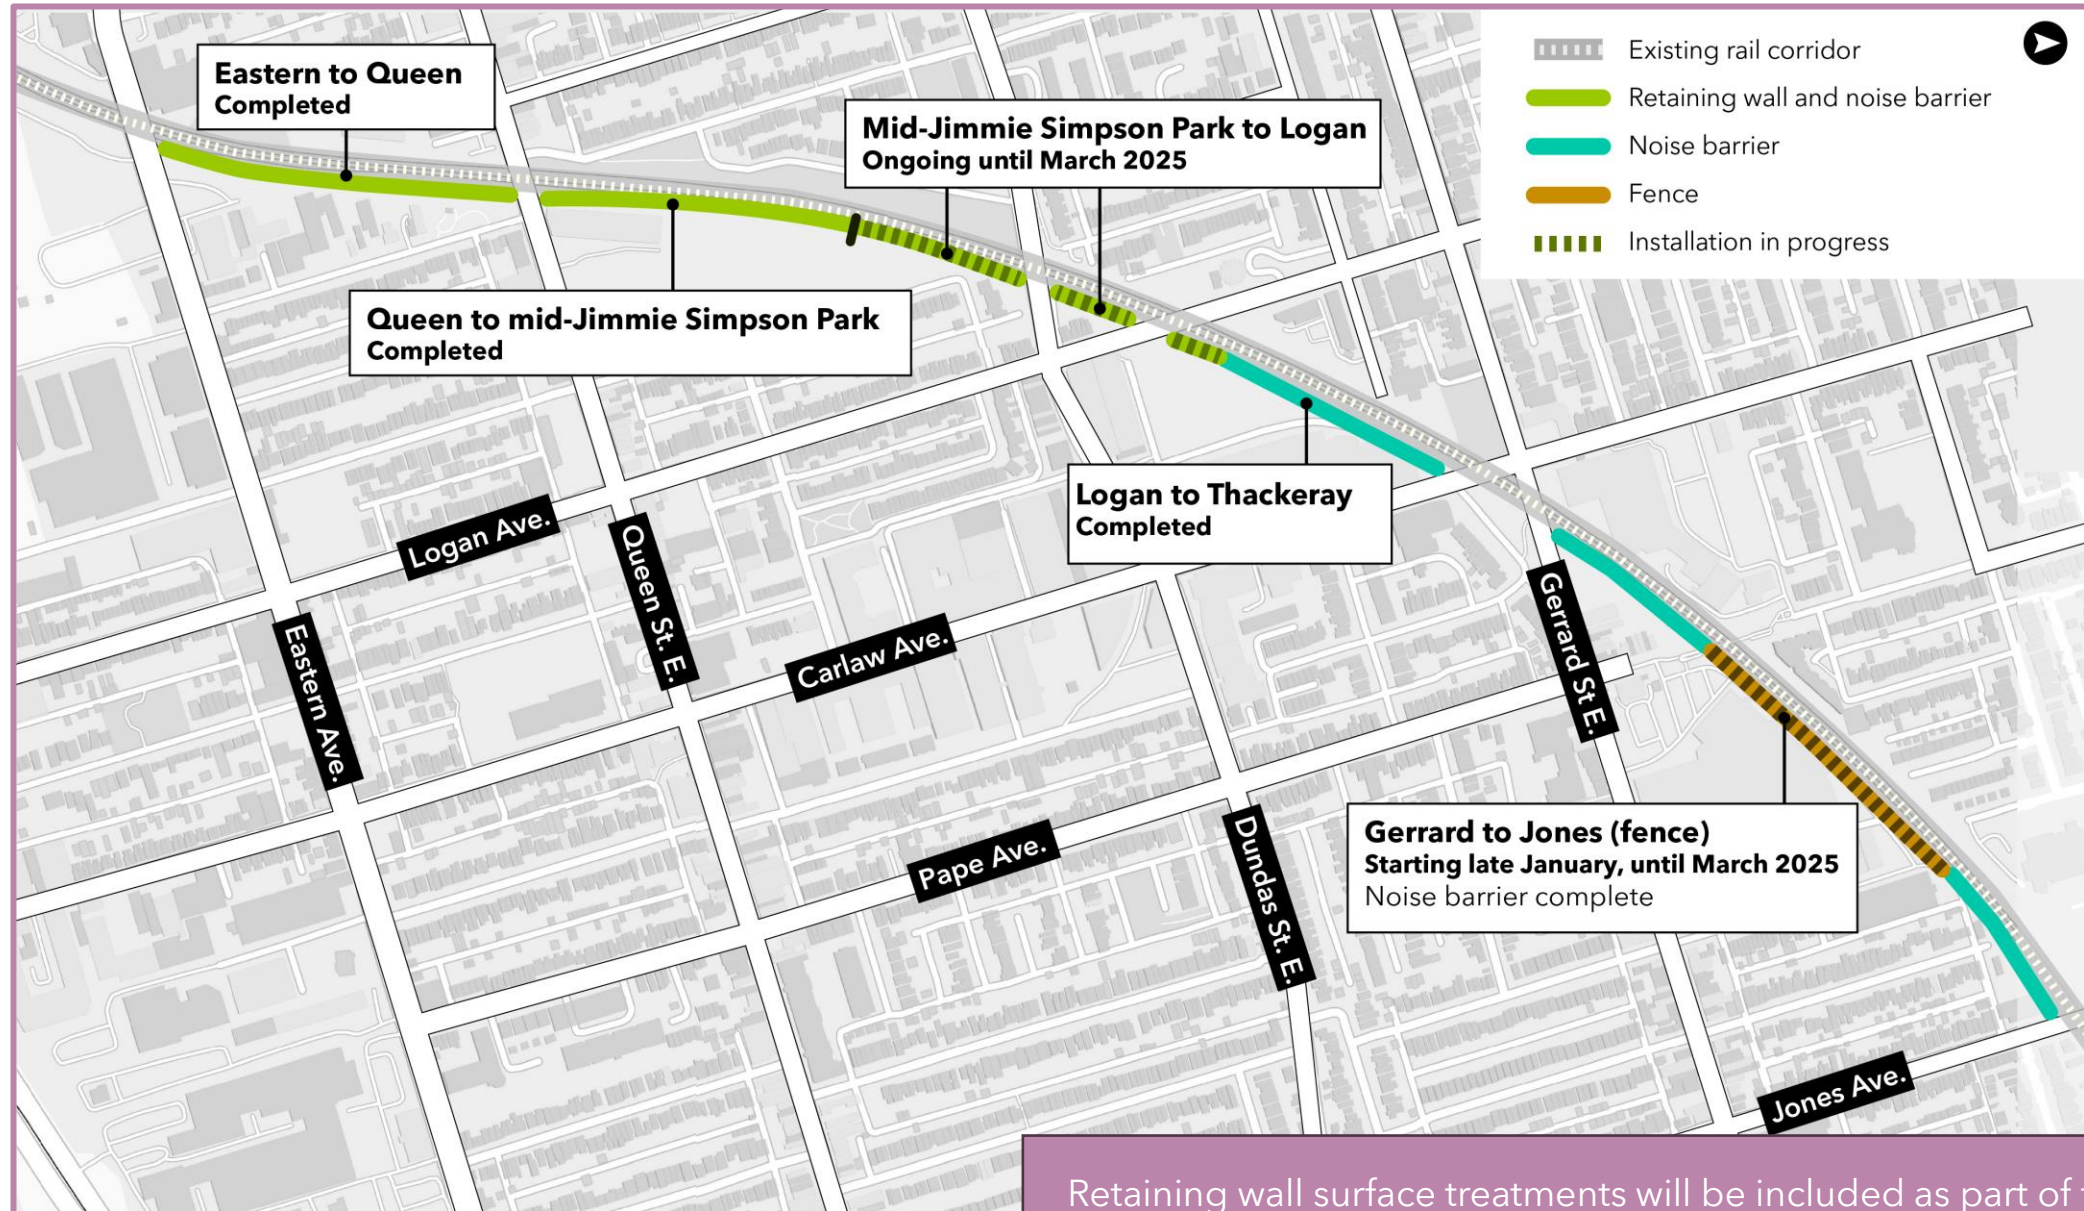 Existing rail corridor
Retaining wall and noise barrier
Noise barrier
Fence
Installation in progress
Eastern to Queen
Completed
Mid-Jimmie Simpson Park to Logan
Ongoing until March 2025
Queen to mid-Jimmie Simpson Park
Completed
Logan to Thackeray
Completed
Logan Ave.
Queen St. E.
Eastern Ave.
Carlaw Ave.
Gerrard St E.
Pape Ave.
Dundas St. E.
Gerrard to Jones (fence)
Starting late January, until March 2025
Noise barrier complete
Jones Ave.
Retaining wall surface treatments will be included as part of